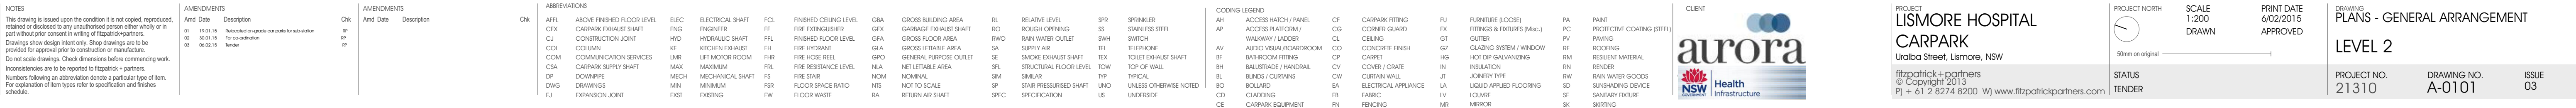 NOTES
This drawing is issued upon the condition it is not copied, reproduced,
retained or disclosed to any unauthorised person either wholly or in
part without prior consent in writing of fitzpatrick+partners.
Drawings show design intent only. Shop drawings are to be
provided for approval prior to construction or manufacture.
Do not scale drawings. Check dimensions before commencing work.
Inconsistencies are to be reported to fitzpatrick + partners.
Numbers following an abbreviation denote a particular type of item.
For explanation of item types refer to specification and finishes
schedule.
AMENDMENTS
Amd Date Description Chk
01 19.01.15 Relocated on-grade car parks for sub-station RP
02 30.01.15 For co-ordination RP
03 06.02.15 Tender RP
AMENDMENTS
Amd Date Description Chk
ABBREVIATIONS
AFFL ABOVE FINISHED FLOOR LEVEL
CEX CARPARK EXHAUST SHAFT
CJ CONSTRUCTION JOINT
COL COLUMN
COM COMMUNICATION SERVICES
CSA CARPARK SUPPLY SHAFT
DP DOWNPIPE
DWG DRAWINGS
EJ EXPANSION JOINT
ELEC ELECTRICAL SHAFT
ENG ENGINEER
HYD HYDRAULIC SHAFT
KE KITCHEN EXHAUST
LMR LIFT MOTOR ROOM
MAX MAXIMUM
MECH MECHANICAL SHAFT
MIN MINIMUM
EXST EXISTING
FCL FINISHED CEILING LEVEL
FE FIRE EXTINGUISHER
FFL FINISHED FLOOR LEVEL
FH FIRE HYDRANT
FHR FIRE HOSE REEL
FRL FIRE RESISTANCE LEVEL
FS FIRE STAIR
FSR FLOOR SPACE RATIO
FW FLOOR WASTE
GBA GROSS BUILDING AREA
GEX GARBAGE EXHAUST SHAFT
GFA GROSS FLOOR AREA
GLA GROSS LETTABLE AREA
GPO GENERAL PURPOSE OUTLET
NLA NET LETTABLE AREA
NOM NOMINAL
NTS NOT TO SCALE
RA RETURN AIR SHAFT
RL RELATIVE LEVEL
RO ROUGH OPENING
RWO RAIN WATER OUTLET
SA SUPPLY AIR
SE SMOKE EXHAUST SHAFT
SFL STRUCTURAL FLOOR LEVEL
SIM SIMILAR
SP STAIR PRESSURISED SHAFT
SPEC SPECIFICATION
SPR SPRINKLER
SS STAINLESS STEEL
SWH SWITCH
TEL TELEPHONE
TEX TOILET EXHAUST SHAFT
TOW TOP OF WALL
TYP TYPICAL
UNO UNLESS OTHERWISE NOTED
US UNDERSIDE
CODING LEGEND
AH ACCESS HATCH / PANEL
AP ACCESS PLATFORM /
WALKWAY / LADDER
AV AUDIO VISUAL/BOARDROOM
BF BATHROOM FITTING
BH BALUSTRADE / HANDRAIL
BL BLINDS / CURTAINS
BO BOLLARD
CD CLADDING
CE CARPARK EQUIPMENT
CF CARPARK FITTING
CG CORNER GUARD
CL CEILING
CO CONCRETE FINISH
CP CARPET
CV COVER / GRATE
CW CURTAIN WALL
EA ELECTRICAL APPLIANCE
FB FABRIC
FN FENCING
FU FURNITURE (LOOSE)
FX FITTINGS & FIXTURES (Misc.)
GT GUTTER
GZ GLAZING SYSTEM / WINDOW
HG HOT DIP GALVANIZING
IN INSULATION
JT JOINERY TYPE
LA LIQUID APPLIED FLOORING
LV LOUVRE
MR MIRROR
PA PAINT
PC PROTECTIVE COATING (STEEL)
PV PAVING
RF ROOFING
RM RESILIENT MATERIAL
RN RENDER
RW RAIN WATER GOODS
SD SUNSHADING DEVICE
SF SANITARY FIXTURE
SK SKIRTING
CLIENT
aurora
NSW
GOVERNMENT
Health
Infrastructure
PROJECT
LISMORE HOSPITAL
CARPARK
Uralba Street, Lismore, NSW
fitzpatrick+partners
© Copyright 2013
P) + 61 2 8274 8200 W) www.fitzpatrickpartners.com
PROJECT NORTH
SCALE
1:200
DRAWN
PRINT DATE
6/02/2015
APPROVED
50mm on original
STATUS
TENDER
DRAWING
PLANS - GENERAL ARRANGEMENT
LEVEL 2
PROJECT NO.
21310
DRAWING NO.
A-0101
ISSUE
03